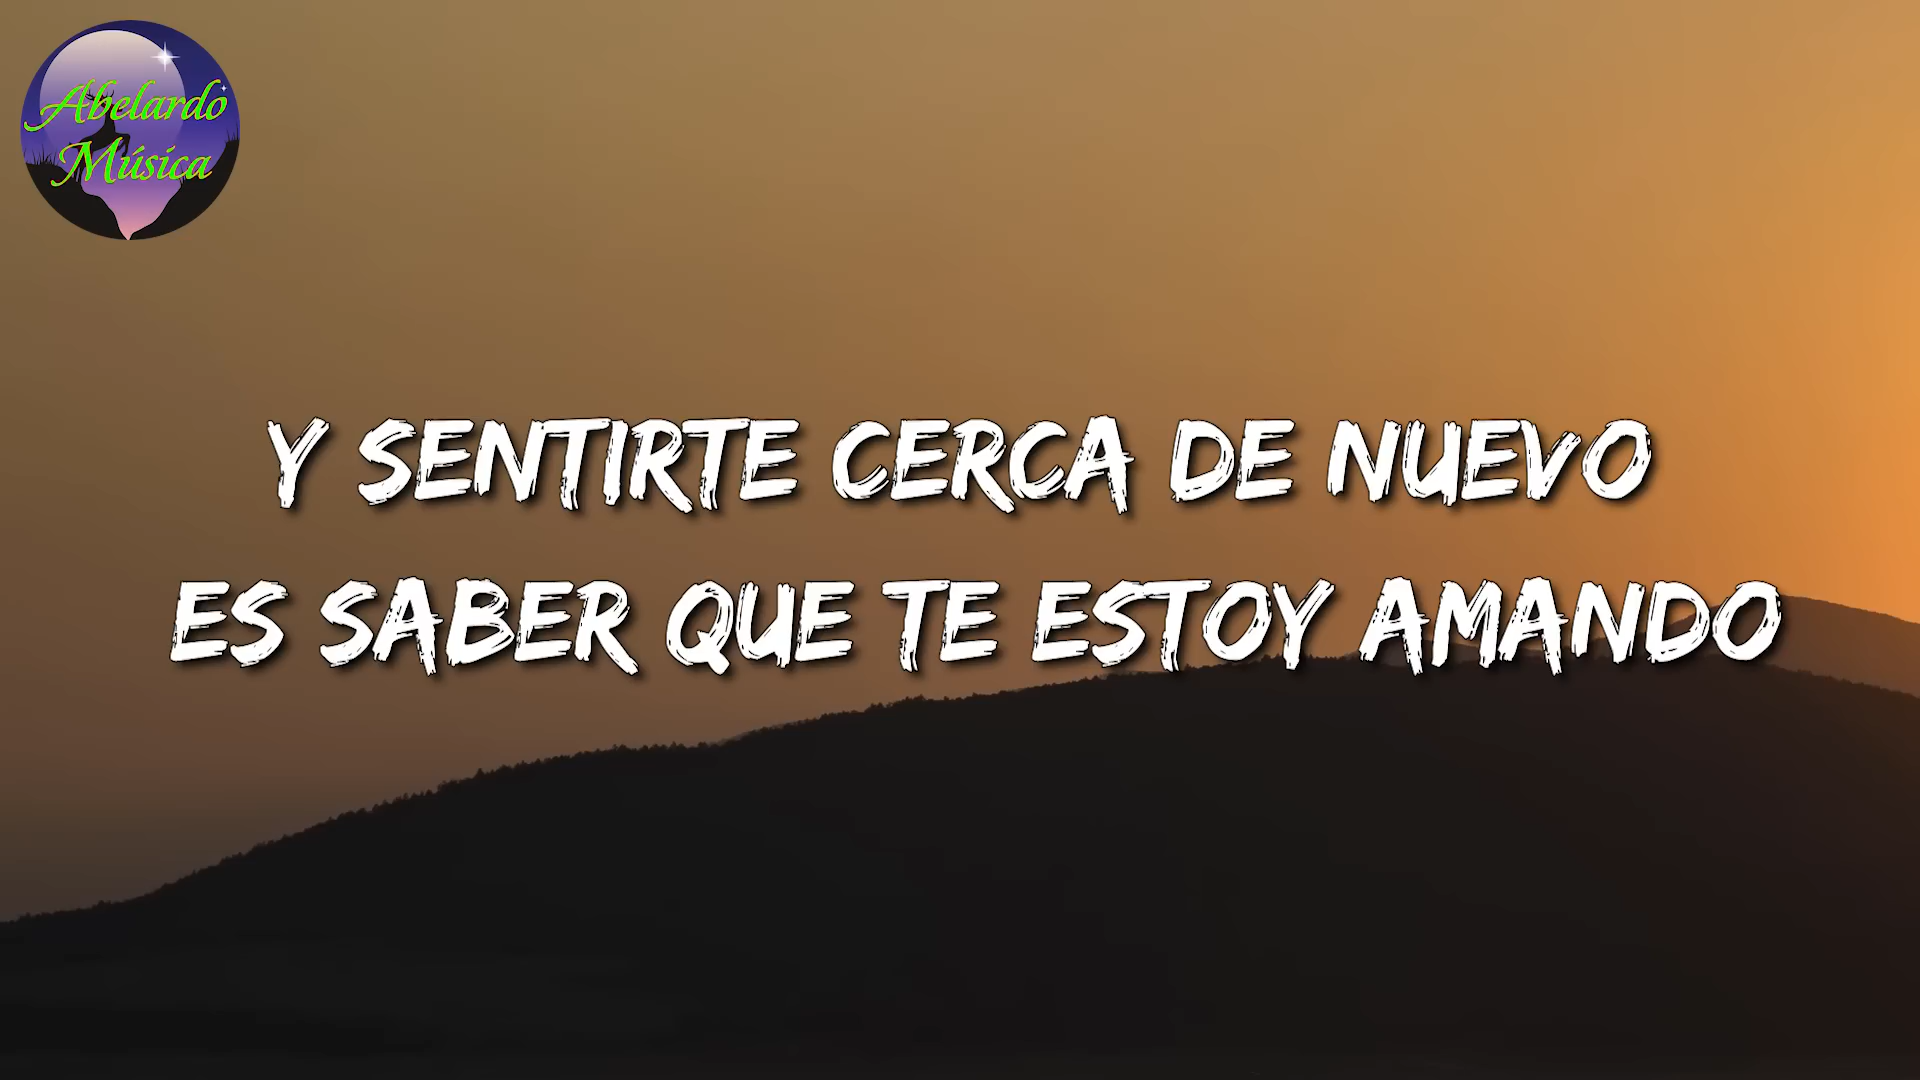 Abelardo
Música
Y SENTIRTE CERCA DE NUEVO
ES SABER QUE TE ESTOY AMANDO